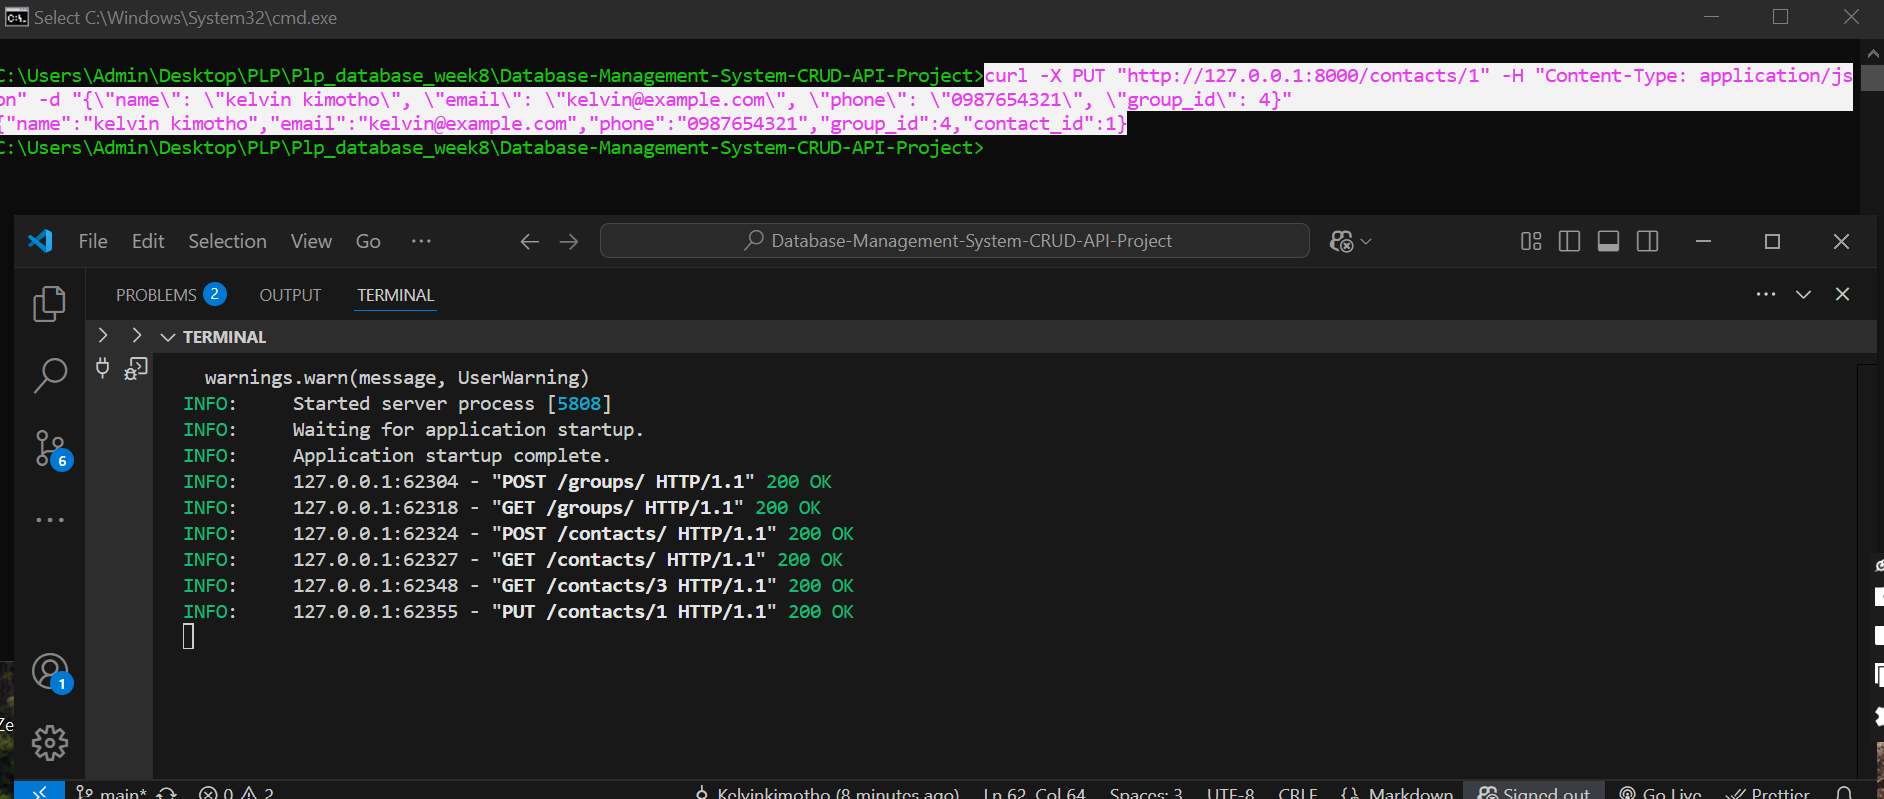 Select C:\Windows\System32\cmd.exe
C:\Users\Admin\Desktop\PLP\Plp_database_week8\Database-Management-System-CRUD-API-Project>curl -X PUT "http://127.0.0.1:8000/contacts/1" -H "Content-Type: application/js
on" -d "{\"name\": \"kelvin kimotho\", \"email\": \"kelvin@example.com\", \"phone\": \"0987654321\", \"group_id\": 4}"
{"name":"kelvin kimotho","email":"kelvin@example.com","phone":"0987654321","group_id":4,"contact_id":1}
C:\Users\Admin\Desktop\PLP\Plp_database_week8\Database-Management-System-CRUD-API-Project>
File Edit Selection View Go ··· Database-Management-System-CRUD-API-Project
PROBLEMS 2 OUTPUT TERMINAL
TERMINAL
warnings.warn(message, UserWarning)
INFO: Started server process [5808]
INFO: Waiting for application startup.
INFO: Application startup complete.
INFO: 127.0.0.1:62304 - "POST /groups/ HTTP/1.1" 200 OK
INFO: 127.0.0.1:62318 - "GET /groups/ HTTP/1.1" 200 OK
INFO: 127.0.0.1:62324 - "POST /contacts/ HTTP/1.1" 200 OK
INFO: 127.0.0.1:62327 - "GET /contacts/ HTTP/1.1" 200 OK
INFO: 127.0.0.1:62348 - "GET /contacts/3 HTTP/1.1" 200 OK
INFO: 127.0.0.1:62355 - "PUT /contacts/1 HTTP/1.1" 200 OK
6
1
Ze
main* 0 2 Kelvinkimotho (8 minutes ago) Ln 62, Col 64 Spaces: 3 UTF-8 CRLF {} Markdown Signed out Go Live Prettier